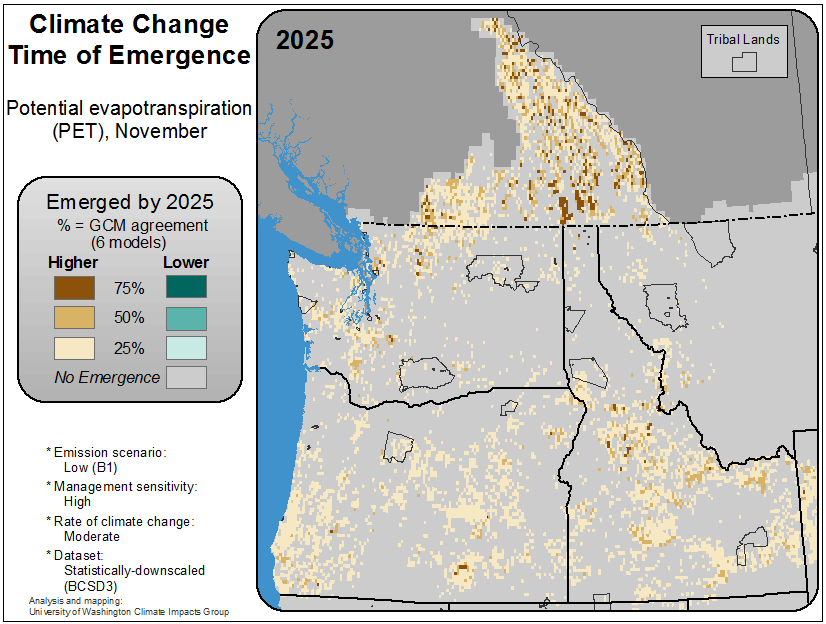 Climate Change
Time of Emergence
Potential evapotranspiration
(PET), November
Emerged by 2025
% = GCM agreement
(6 models)
Higher Lower
75%
50%
25%
No Emergence
* Emission scenario:
Low (B1)
* Management sensitivity:
High
* Rate of climate change:
Moderate
* Dataset:
Statistically-downscaled
(BCSD3)
Analysis and mapping:
University of Washington Climate Impacts Group
2025
Tribal Lands